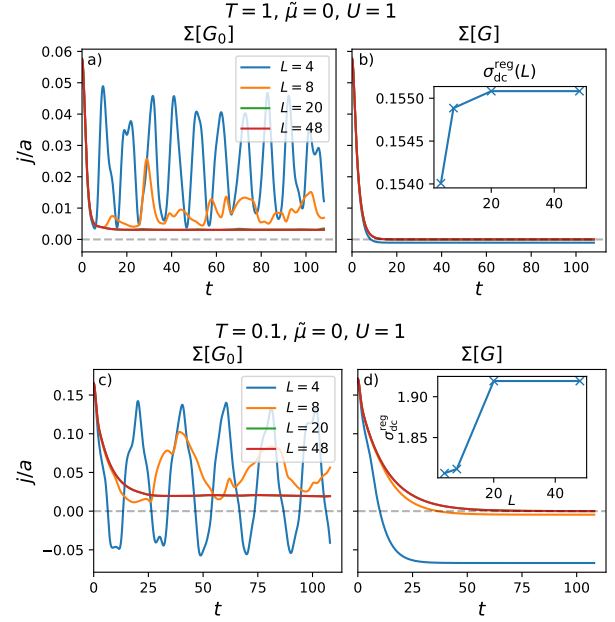 T = 1, μ̃ = 0, U = 1
Σ[G₀]
Σ[G]
a)
L = 4
L = 8
L = 20
L = 48
0.06
0.05
0.04
0.03
0.02
0.01
0.00
j/a
0 20 40 60 80 100
t
b)
σ_dc^reg(L)
0.1550
0.1545
0.1540
20 40
0 20 40 60 80 100
t
T = 0.1, μ̃ = 0, U = 1
Σ[G₀]
Σ[G]
c)
L = 4
L = 8
L = 20
L = 48
0.15
0.10
0.05
0.00
−0.05
j/a
0 25 50 75 100
t
d)
1.90
1.85
σ_dc^reg
20 L 40
0 25 50 75 100
t